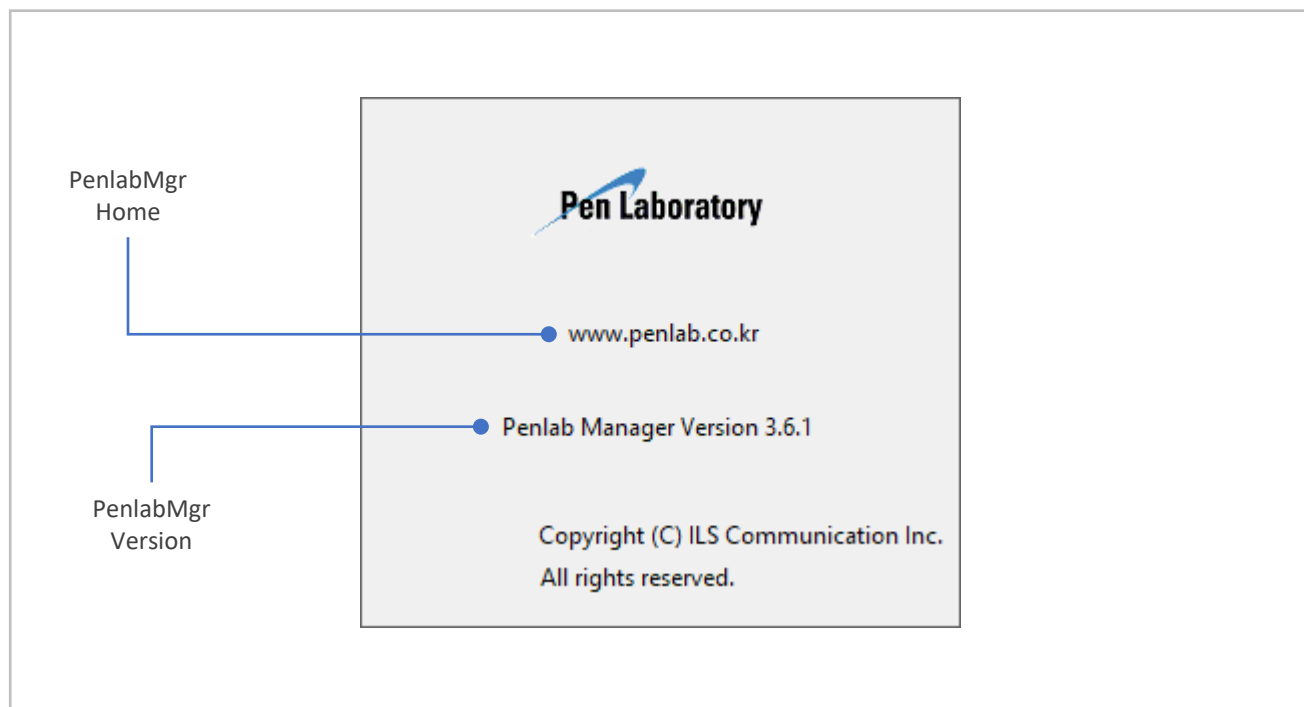 PenlabMgr
Home
Pen Laboratory
www.penlab.co.kr
Penlab Manager Version 3.6.1
PenlabMgr
Version
Copyright (C) ILS Communication Inc.
All rights reserved.